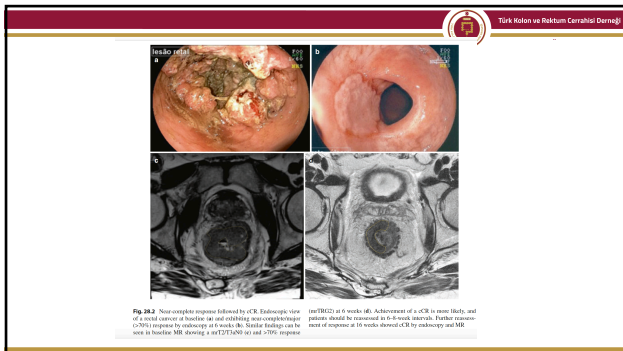 Türk Kolon ve Rektum Cerrahisi Derneği
lesão retal
a
b
c
d
Fig. 28.2 Near-complete response followed by cCR. Endoscopic view
of a rectal cancer at baseline (a) and exhibiting near-complete/major
(>70%) response by endoscopy at 6 weeks (b). Similar findings can be
seen in baseline MR showing a mrT2/T3aN0 (c) and >70% response
(mrTRG2) at 6 weeks (d). Achievement of a cCR is more likely, and
patients should be reassessed in 6–8-week intervals. Further reassess-
ment of response at 16 weeks showed cCR by endoscopy and MR